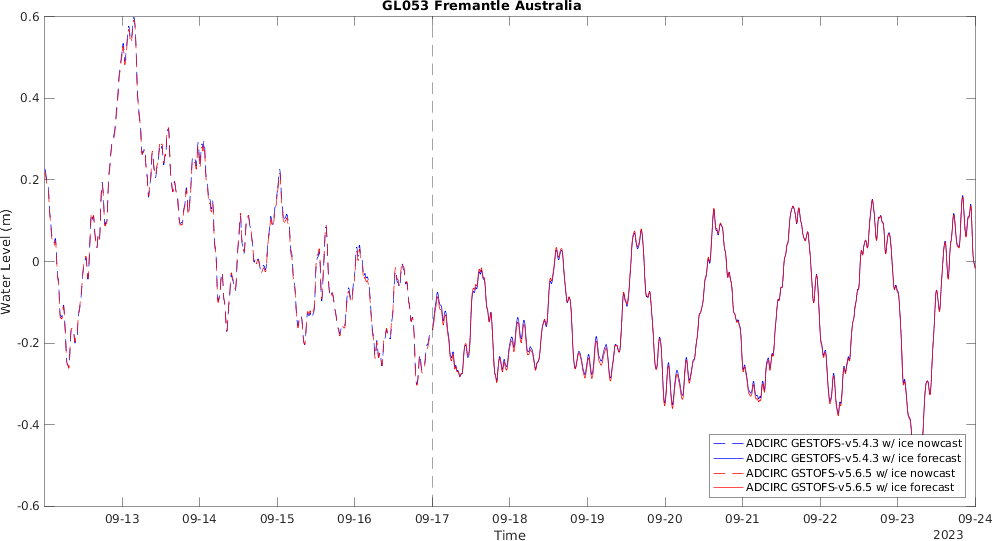 GL053 Fremantle Australia
0.6
0.4
0.2
0
-0.2
-0.4
-0.6
Water Level (m)
ADCIRC GESTOFS-v5.4.3 w/ ice nowcast
ADCIRC GESTOFS-v5.4.3 w/ ice forecast
ADCIRC GSTOFS-v5.6.5 w/ ice nowcast
ADCIRC GSTOFS-v5.6.5 w/ ice forecast
09-13 09-14 09-15 09-16 09-17 09-18 09-19 09-20 09-21 09-22 09-23 09-24
Time
2023